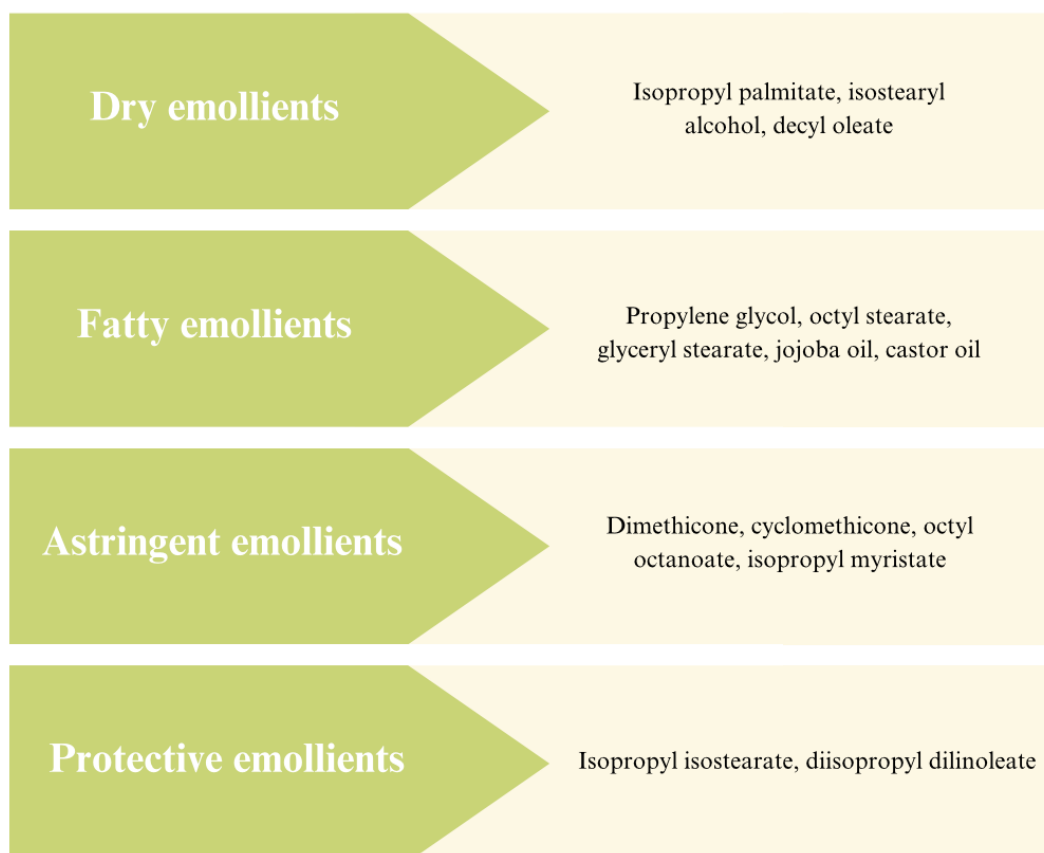 Dry emollients
Isopropyl palmitate, isostearyl
alcohol, decyl oleate
Fatty emollients
Propylene glycol, octyl stearate,
glyceryl stearate, jojoba oil, castor oil
Astringent emollients
Dimethicone, cyclomethicone, octyl
octanoate, isopropyl myristate
Protective emollients
Isopropyl isostearate, diisopropyl dilinoleate